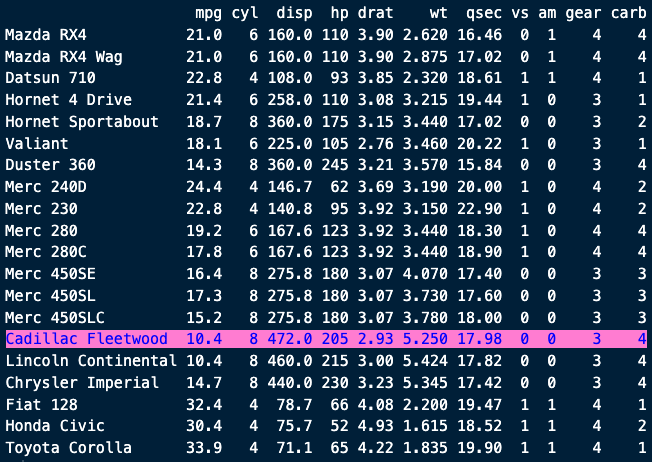 mpg cyl disp hp drat wt qsec vs am gear carb
Mazda RX4 21.0 6 160.0 110 3.90 2.620 16.46 0 1 4 4
Mazda RX4 Wag 21.0 6 160.0 110 3.90 2.875 17.02 0 1 4 4
Datsun 710 22.8 4 108.0 93 3.85 2.320 18.61 1 1 4 1
Hornet 4 Drive 21.4 6 258.0 110 3.08 3.215 19.44 1 0 3 1
Hornet Sportabout 18.7 8 360.0 175 3.15 3.440 17.02 0 0 3 2
Valiant 18.1 6 225.0 105 2.76 3.460 20.22 1 0 3 1
Duster 360 14.3 8 360.0 245 3.21 3.570 15.84 0 0 3 4
Merc 240D 24.4 4 146.7 62 3.69 3.190 20.00 1 0 4 2
Merc 230 22.8 4 140.8 95 3.92 3.150 22.90 1 0 4 2
Merc 280 19.2 6 167.6 123 3.92 3.440 18.30 1 0 4 4
Merc 280C 17.8 6 167.6 123 3.92 3.440 18.90 1 0 4 4
Merc 450SE 16.4 8 275.8 180 3.07 4.070 17.40 0 0 3 3
Merc 450SL 17.3 8 275.8 180 3.07 3.730 17.60 0 0 3 3
Merc 450SLC 15.2 8 275.8 180 3.07 3.780 18.00 0 0 3 3
Cadillac Fleetwood 10.4 8 472.0 205 2.93 5.250 17.98 0 0 3 4
Lincoln Continental 10.4 8 460.0 215 3.00 5.424 17.82 0 0 3 4
Chrysler Imperial 14.7 8 440.0 230 3.23 5.345 17.42 0 0 3 4
Fiat 128 32.4 4 78.7 66 4.08 2.200 19.47 1 1 4 1
Honda Civic 30.4 4 75.7 52 4.93 1.615 18.52 1 1 4 2
Toyota Corolla 33.9 4 71.1 65 4.22 1.835 19.90 1 1 4 1